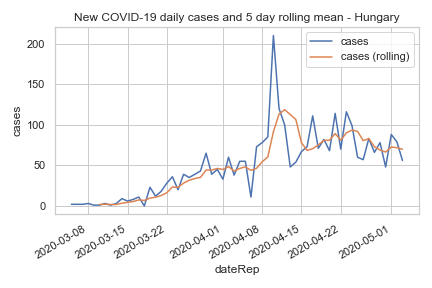 New COVID-19 daily cases and 5 day rolling mean - Hungary
cases
cases (rolling)
200
150
100
50
0
cases
2020-03-08
2020-03-15
2020-03-22
2020-04-01
2020-04-08
2020-04-15
2020-04-22
2020-05-01
dateRep